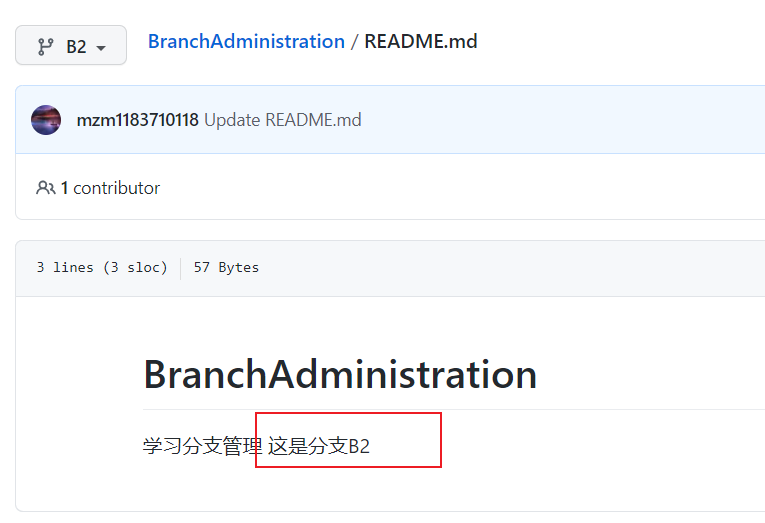 B2
BranchAdministration / README.md
mzm1183710118 Update README.md
1 contributor
3 lines (3 sloc) 57 Bytes
BranchAdministration
学习分支管理 这是分支B2